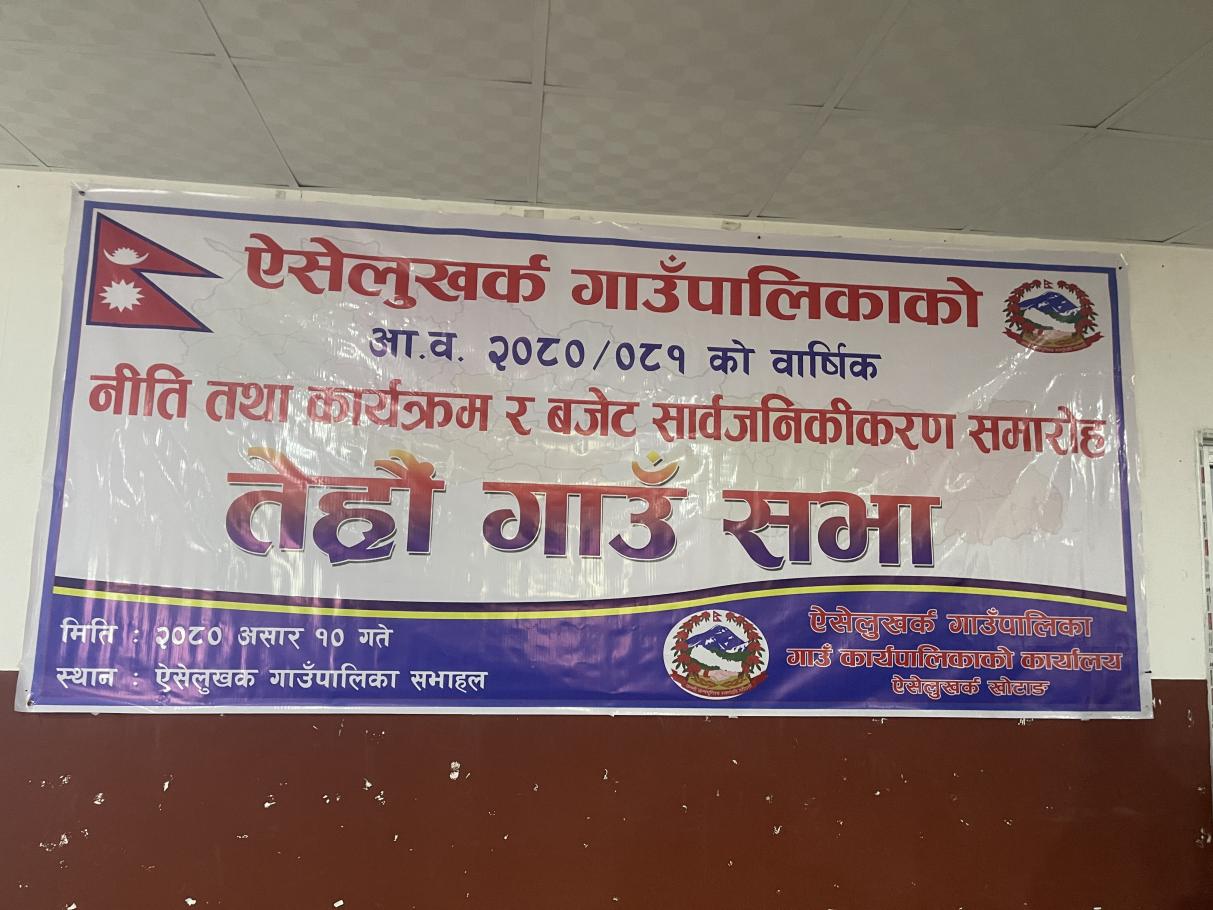 ऐसेलुखर्क गाउँपालिकाको
आ.व. २०८०/०८१ को वार्षिक
नीति तथा कार्यक्रम र बजेट सार्वजनिकीकरण समारोह
तेह्रौ गाउँ सभा
मिति : २०८० असार १० गते
स्थान : ऐसेलुखर्क गाउँपालिका सभाहल
ऐसेलुखर्क गाउँपालिका
गाउँ कार्यपालिकाको कार्यालय
ऐसेलुखर्क खोटाङ